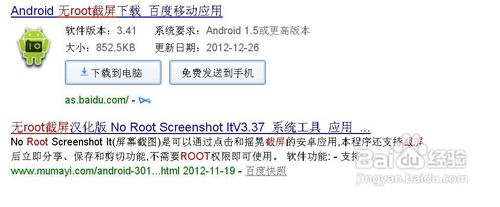 Android 无root截屏下载_百度移动应用
软件版本：3.41 系统要求：Android 1.5或更高版本
大小：852.5KB 更新日期：2012-12-26
下载到电脑 免费发送到手机
as.baidu.com/ -
无root截屏汉化版 No Root Screenshot ItV3.37_系统工具_应用 ...
No Root Screenshot It(屏幕截图)是可以通过点击和摇晃截屏的安卓应用,本程序还支持截屏
后立即分享、保存和剪切功能,不需要ROOT权限即可使用。 软件功能: - 支持
www.mumayi.com/android-301...html 2012-11-19 - 百度快照
Baidu 经验
jingyan.baidu.com